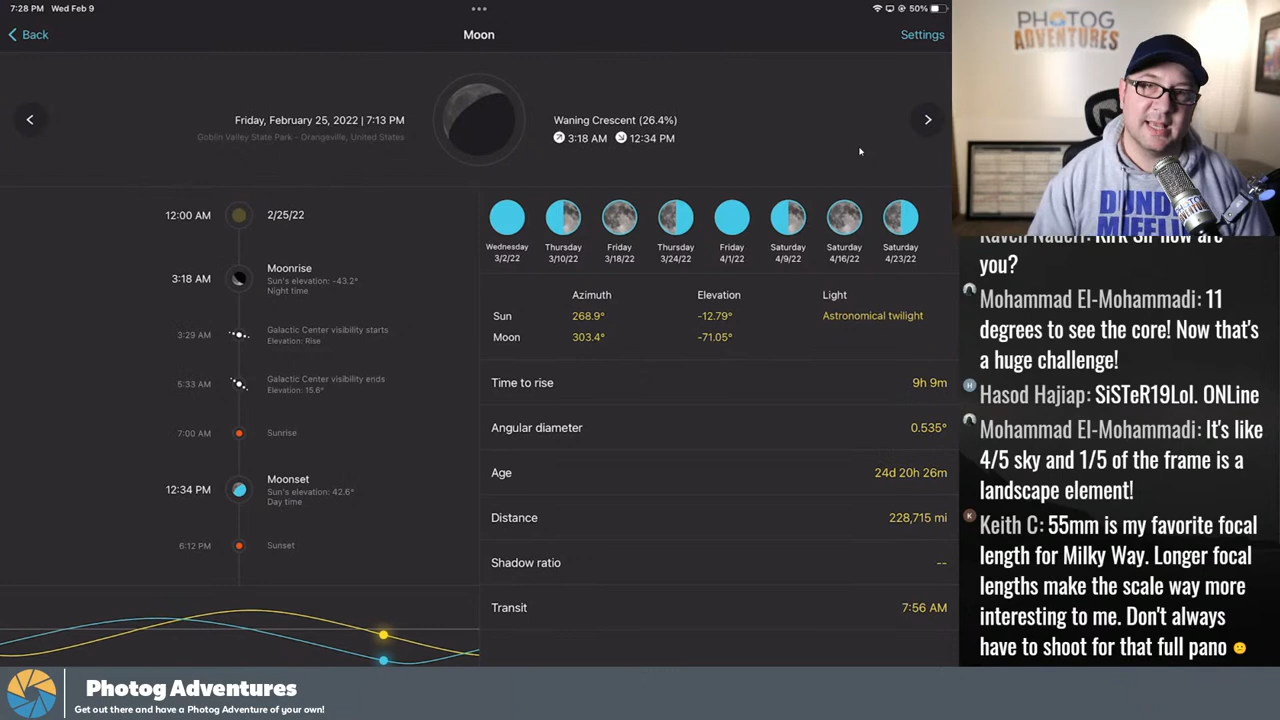 7:28 PM Wed Feb 9
50%
Back
Moon
Settings
Friday, February 25, 2022 | 7:13 PM
Goblin Valley State Park - Orangeville, United States
Waning Crescent (26.4%)
3:18 AM 12:34 PM
12:00 AM 2/25/22
3:18 AM
Moonrise
Sun's elevation: -43.2°
Night time
3:29 AM
Galactic Center visibility starts
Elevation: Rise
5:33 AM
Galactic Center visibility ends
Elevation: 15.6°
7:00 AM Sunrise
12:34 PM
Moonset
Sun's elevation: 42.6°
Day time
6:12 PM Sunset
Wednesday Thursday Friday Thursday Friday Saturday Saturday Saturday
3/2/22 3/10/22 3/18/22 3/24/22 4/1/22 4/9/22 4/16/22 4/23/22
Azimuth Elevation Light
Sun 268.9° -12.79° Astronomical twilight
Moon 303.4° -71.05°
Time to rise 9h 9m
Angular diameter 0.535°
Age 24d 20h 26m
Distance 228,715 mi
Shadow ratio --
Transit 7:56 AM
PHOTOG
ADVENTURES
DUNDER
MIFFLIN
Raven Naderi: Kirk Sir how are
you?
Mohammad El-Mohammadi: 11
degrees to see the core! Now that's
a huge challenge!
Hasod Hajiap: SiSTeR19Lol. ONLine
Mohammad El-Mohammadi: It's like
4/5 sky and 1/5 of the frame is a
landscape element!
Keith C: 55mm is my favorite focal
length for Milky Way. Longer focal
lengths make the scale way more
interesting to me. Don't always
have to shoot for that full pano
Photog Adventures
Get out there and have a Photog Adventure of your own!